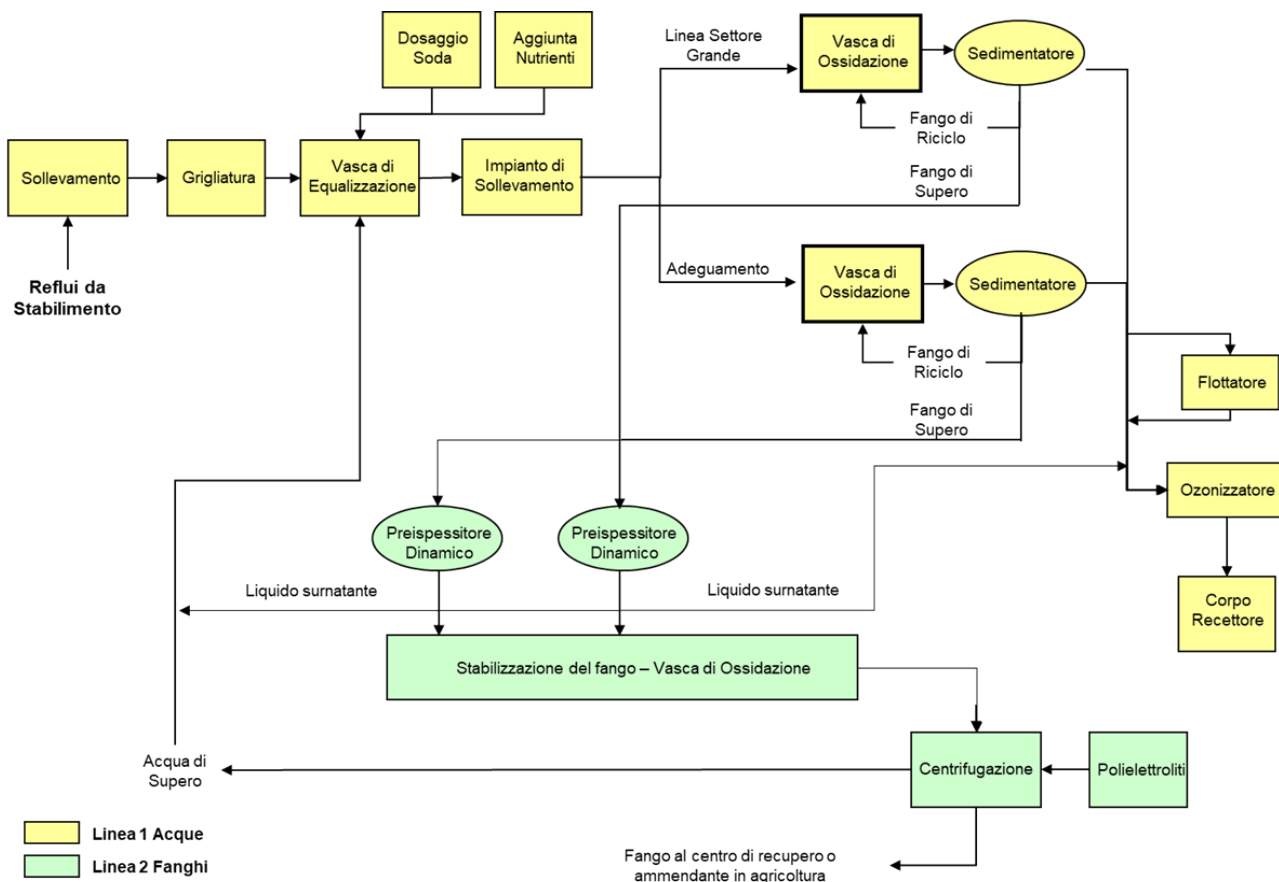 Dosaggio
Soda
Aggiunta
Nutrienti
Linea Settore
Grande
Vasca di
Ossidazione
Sedimentatore
Fango di
Riciclo
Fango di
Supero
Sollevamento
Grigliatura
Vasca di
Equalizzazione
Impianto di
Sollevamento
Reflui da
Stabilimento
Adeguamento
Vasca di
Ossidazione
Sedimentatore
Fango di
Riciclo
Fango di
Supero
Flottatore
Ozonizzatore
Corpo
Recettore
Preispessitore
Dinamico
Preispessitore
Dinamico
Liquido surnatante
Liquido surnatante
Stabilizzazione del fango – Vasca di Ossidazione
Acqua di
Supero
Centrifugazione
Polielettroliti
Linea 1 Acque
Linea 2 Fanghi
Fango al centro di recupero o
ammendante in agricoltura